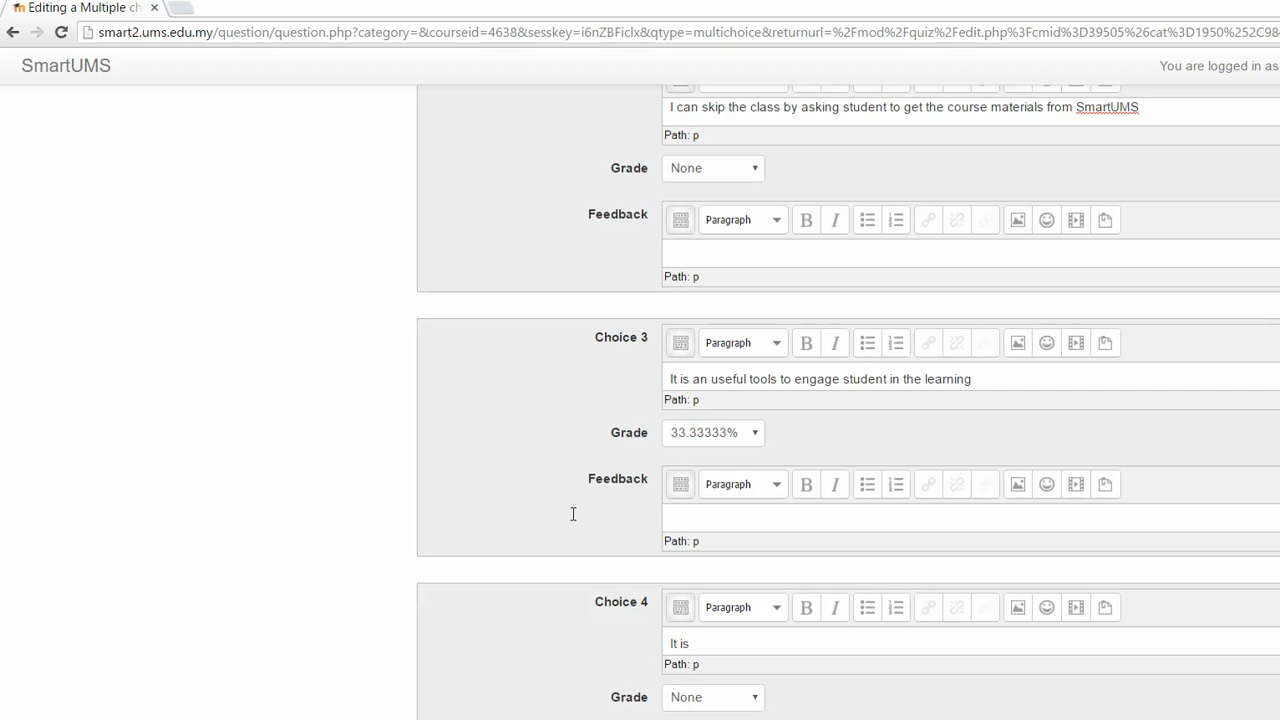 Editing a Multiple ch
smart2.ums.edu.my/question/question.php?category=&courseid=4638&sesskey=i6nZBFiclx&qtype=multichoice&returnurl=%2Fmod%2Fquiz%2Fedit.php%3Fcmid%3D39505%26cat%3D1950%252C98
SmartUMS
You are logged in as
I can skip the class by asking student to get the course materials from SmartUMS
Path: p
Grade None
Feedback Paragraph B I
Path: p
Choice 3 Paragraph B I
It is an useful tools to engage student in the learning
Path: p
Grade 33.33333%
Feedback Paragraph B I
Path: p
Choice 4 Paragraph B I
It is
Path: p
Grade None